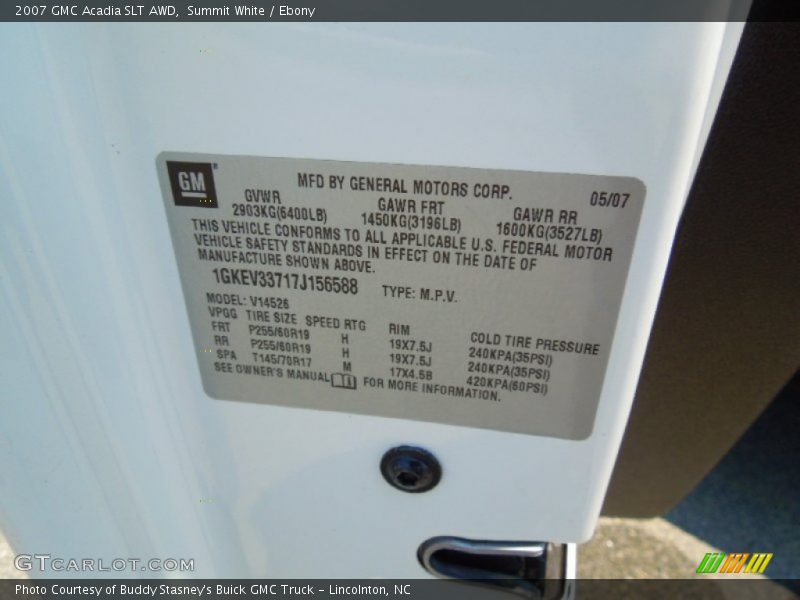 2007 GMC Acadia SLT AWD, Summit White / Ebony
GM
MFD BY GENERAL MOTORS CORP. 05/07
GVWR GAWR FRT GAWR RR
2903KG(6400LB) 1450KG(3196LB) 1600KG(3527LB)
THIS VEHICLE CONFORMS TO ALL APPLICABLE U.S. FEDERAL MOTOR
VEHICLE SAFETY STANDARDS IN EFFECT ON THE DATE OF
MANUFACTURE SHOWN ABOVE.
1GKEV33717J156588 TYPE: M.P.V.
MODEL: V14526
VPGG TIRE SIZE SPEED RTG RIM COLD TIRE PRESSURE
FRT P255/60R19 H 19X7.5J 240KPA(35PSI)
RR P255/60R19 H 19X7.5J 240KPA(35PSI)
SPA T145/70R17 M 17X4.5B 420KPA(60PSI)
SEE OWNER'S MANUAL FOR MORE INFORMATION.
GTCARLOT.COM
Photo Courtesy of Buddy Stasney's Buick GMC Truck - Lincolnton, NC